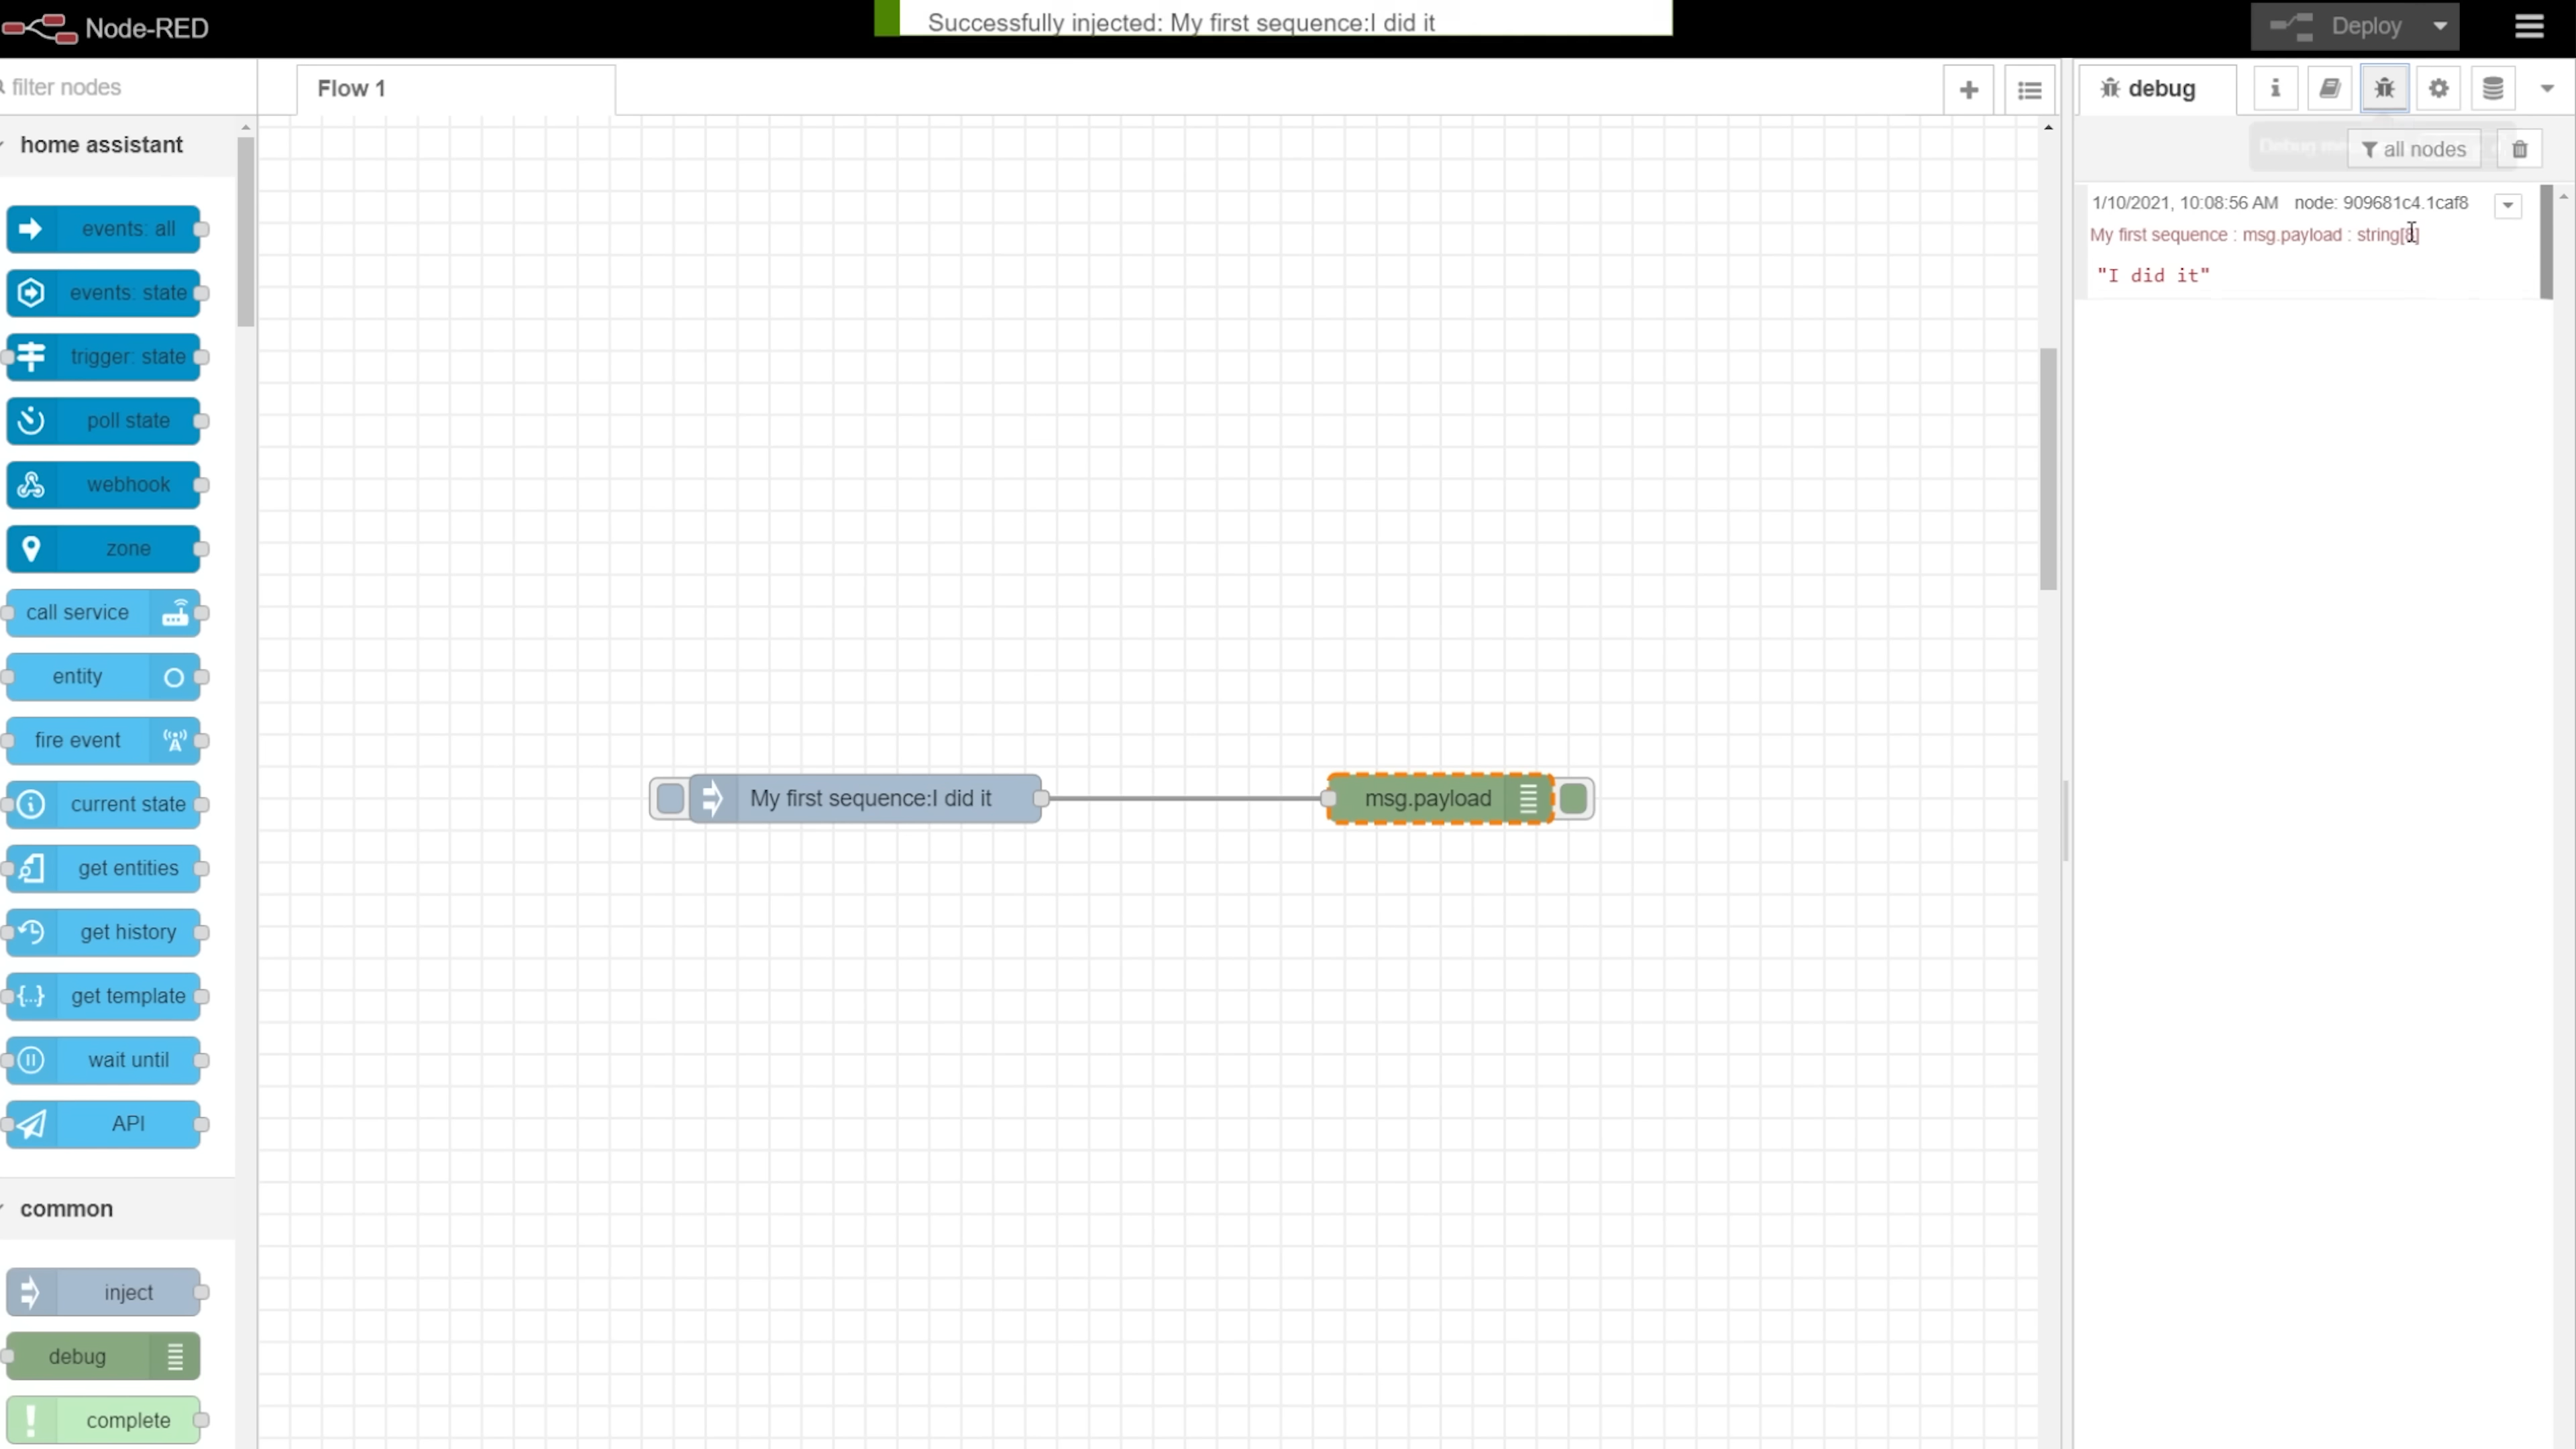 Node-RED
Successfully injected: My first sequence:I did it
Deploy
filter nodes
Flow 1
debug
home assistant
all nodes
1/10/2021, 10:08:56 AM node: 909681c4.1caf8
My first sequence : msg.payload : string[
"I did it"
events: all
events: state
trigger: state
poll state
webhook
zone
call service
entity
fire event
My first sequence:I did it
msg.payload
current state
get entities
get history
get template
wait until
API
common
inject
debug
complete